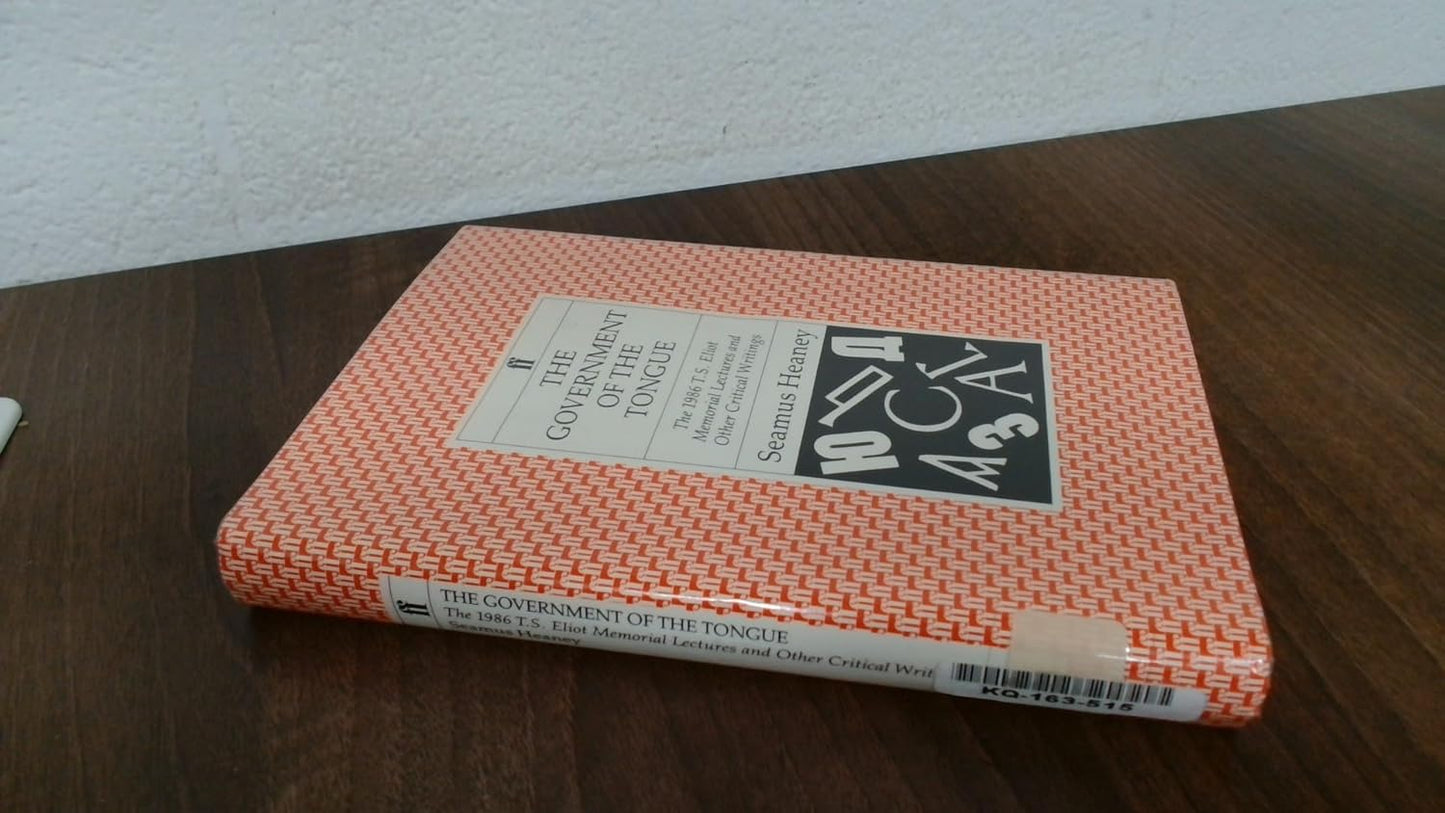 ff
THE
GOVERNMENT
OF THE
TONGUE
The 1986 T.S. Eliot
Memorial Lectures and
Other Critical Writings
Seamus Heaney
ff
THE GOVERNMENT OF THE TONGUE
The 1986 T.S. Eliot Memorial Lectures and Other Critical Writ
Seamus Heaney
KQ-163-515